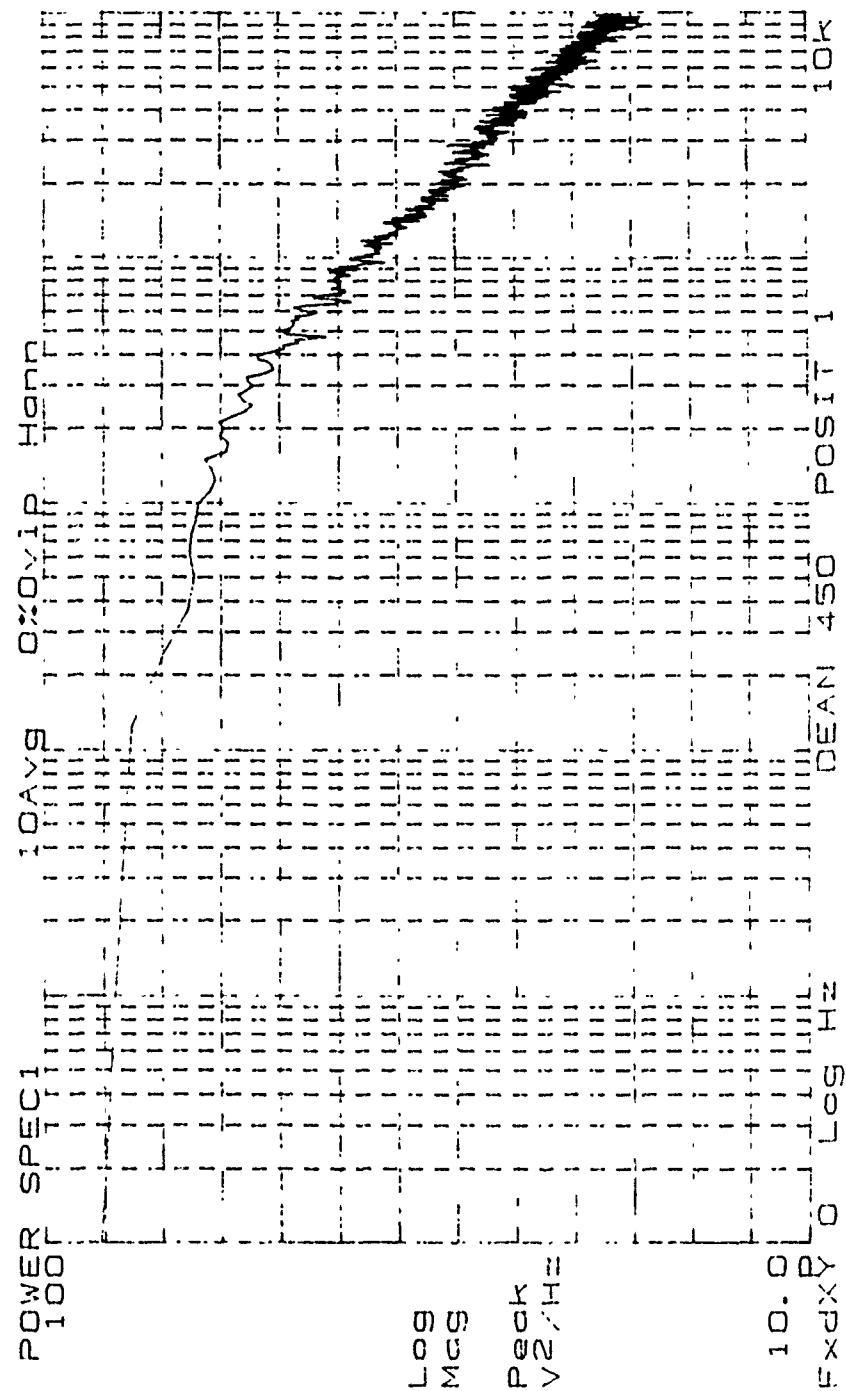 POWER SPEC1 10Avg 0%Ovlp Hann
100
Log
Mag
Peak
V2/Hz
10.0
P
FxdXY 0 Log Hz DEAN 450 POSIT 1 10k